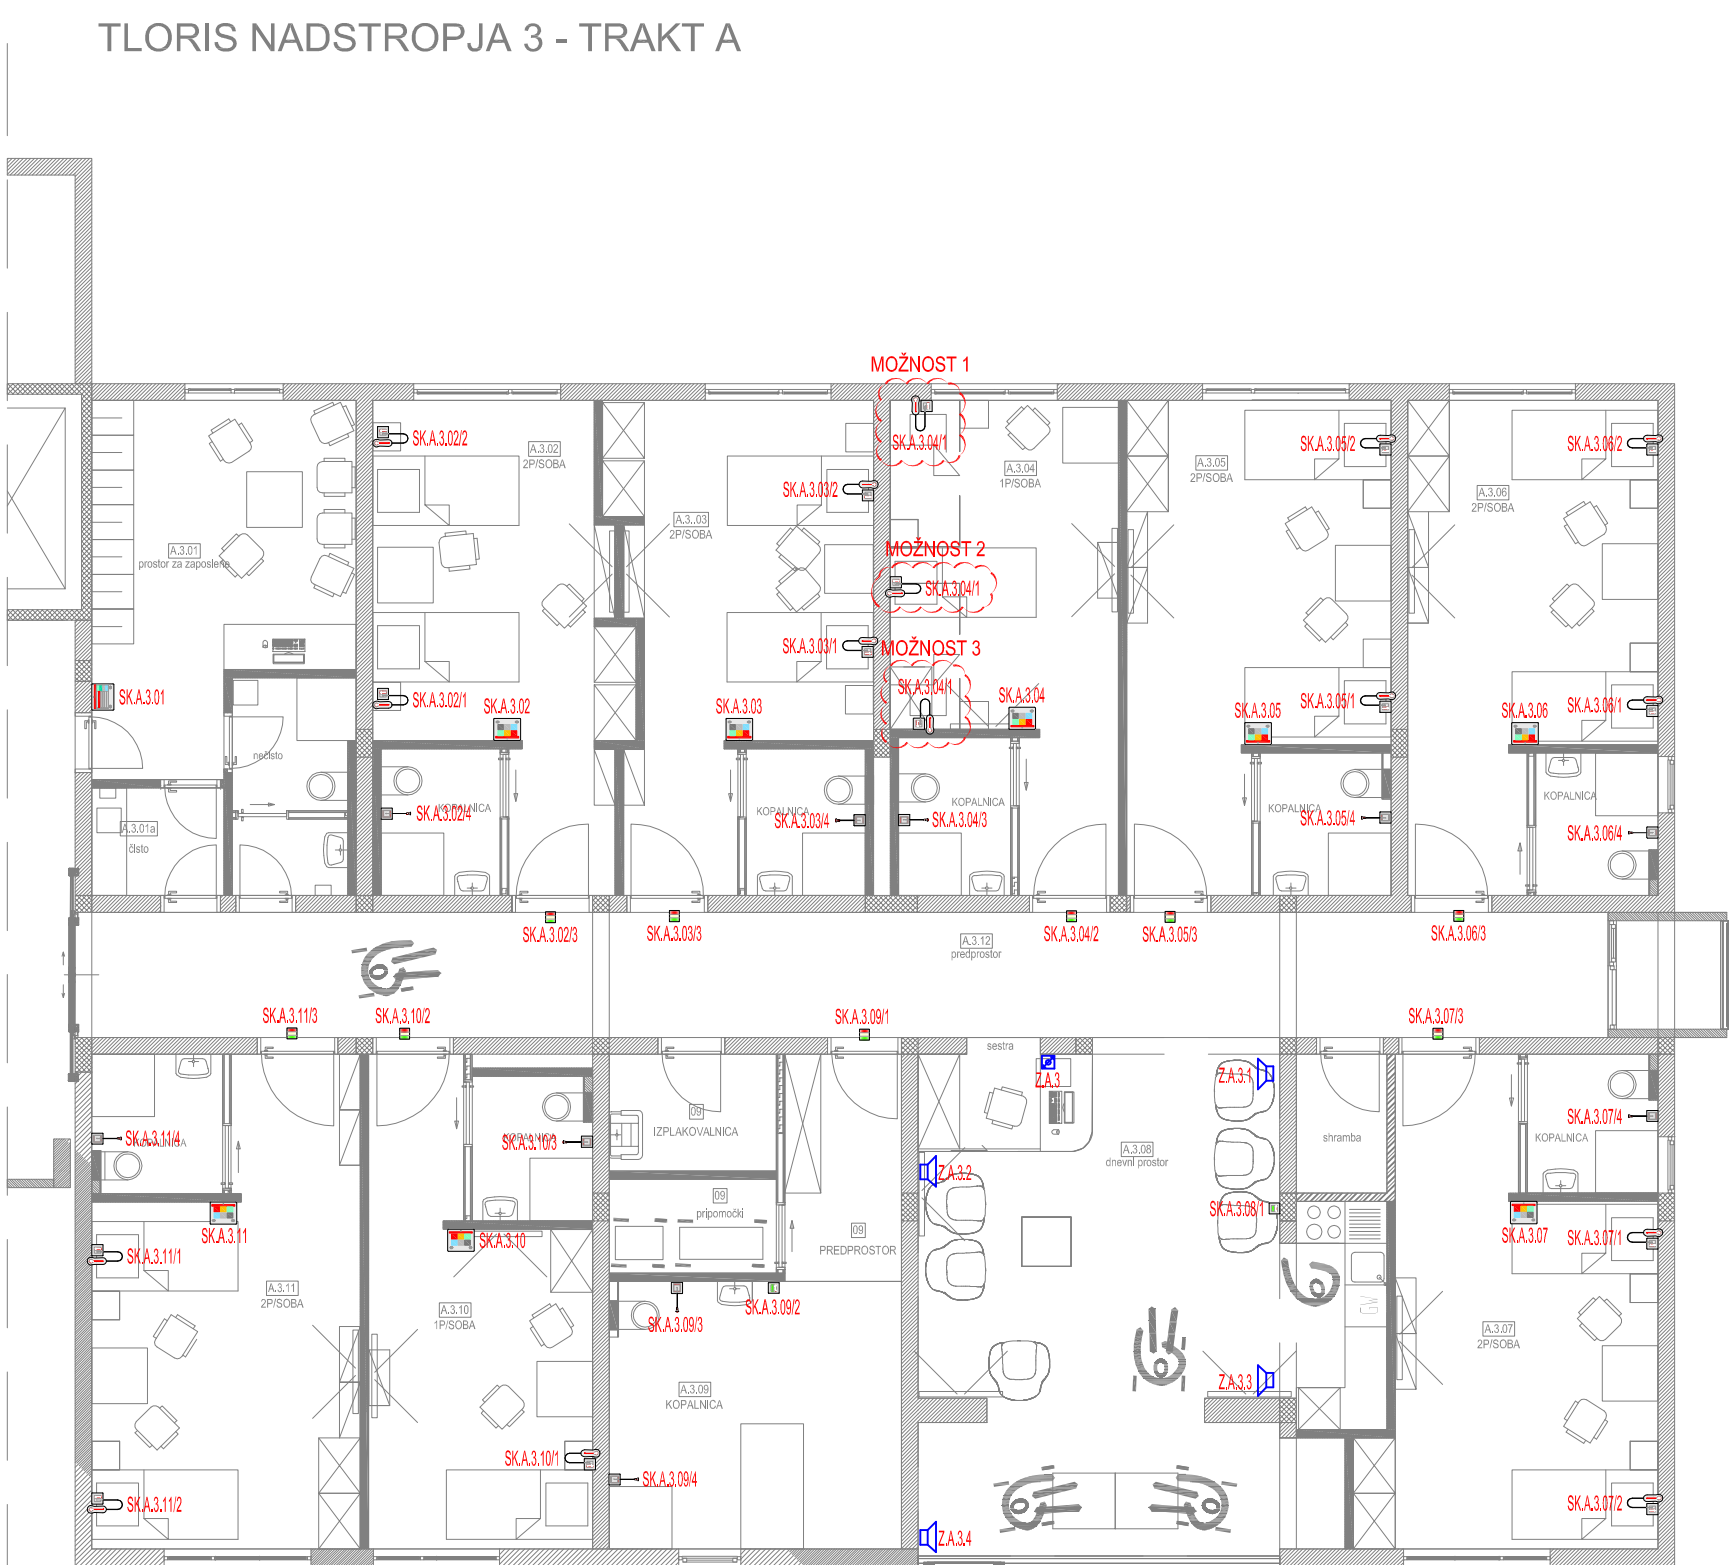 TLORIS NADSTROPJA 3 - TRAKT A
MOŽNOST 1
SK.A.3.02/2
A.3.02
2P/SOBA
SK.A.3.04/1
SK.A.3.05/2
SK.A.3.06/2
A.3.04
1P/SOBA
A.3.05
2P/SOBA
SK.A.3.03/2
A.3..03
2P/SOBA
A.3.06
2P/SOBA
A.3.01
prostor za zaposlene
MOŽNOST 2
SK.A.3.04/1
SK.A.3.03/1
MOŽNOST 3
SK.A.3.04/1
SK.A.3.01
SK.A.3.02/1
SK.A.3.02
SK.A.3.03
SK.A.3.04
SK.A.3.05/1
SK.A.3.05
SK.A.3.06/1
SK.A.3.06
nečisto
KOPALNICA
SK.A.3.02/4
KOPALNICA
SK.A.3.03/4
KOPALNICA
SK.A.3.04/3
KOPALNICA
SK.A.3.05/4
KOPALNICA
SK.A.3.06/4
A.3.01a
čisto
SK.A.3.02/3
SK.A.3.03/3
A.3.12
predprostor
SK.A.3.04/2
SK.A.3.05/3
SK.A.3.06/3
SK.A.3.11/3
SK.A.3.10/2
SK.A.3.09/1
SK.A.3.07/3
sestra
Z.A.3
Z.A.3.1
SK.A.3.11/4
KOPALNICA
KOPALNICA
SK.A.3.10/3
09
IZPLAKOVALNICA
A.3.08
dnevni prostor
shramba
SK.A.3.07/4
KOPALNICA
Z.A.3.2
09
pripomočki
SK.A.3.08/1
SK.A.3.11
SK.A.3.10
09
PREDPROSTOR
SK.A.3.07
SK.A.3.07/1
SK.A.3.11/1
A.3.11
2P/SOBA
A.3.10
1P/SOBA
SK.A.3.09/3
SK.A.3.09/2
GW
A.3.07
2P/SOBA
A.3.09
KOPALNICA
Z.A.3.3
SK.A.3.10/1
SK.A.3.09/4
SK.A.3.11/2
SK.A.3.07/2
Z.A.3.4